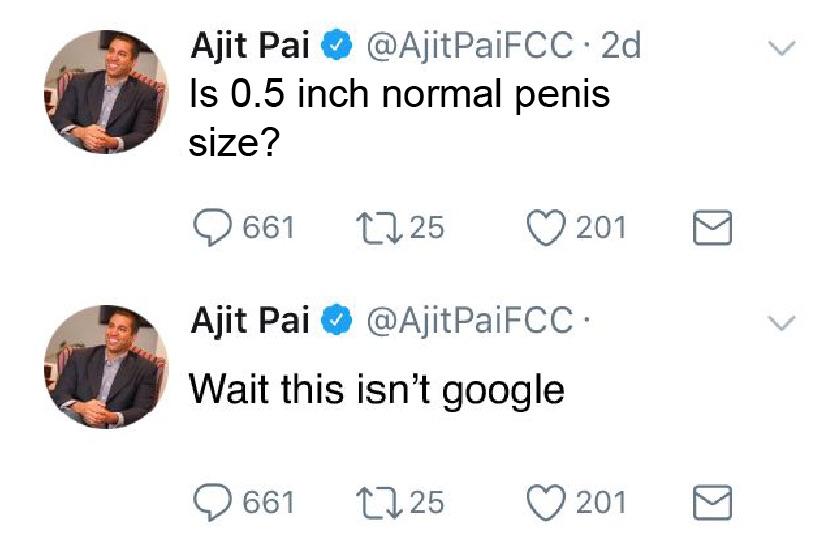 Ajit Pai @AjitPaiFCC · 2d
Is 0.5 inch normal penis
size?
661 25 201
Ajit Pai @AjitPaiFCC ·
Wait this isn’t google
661 25 201